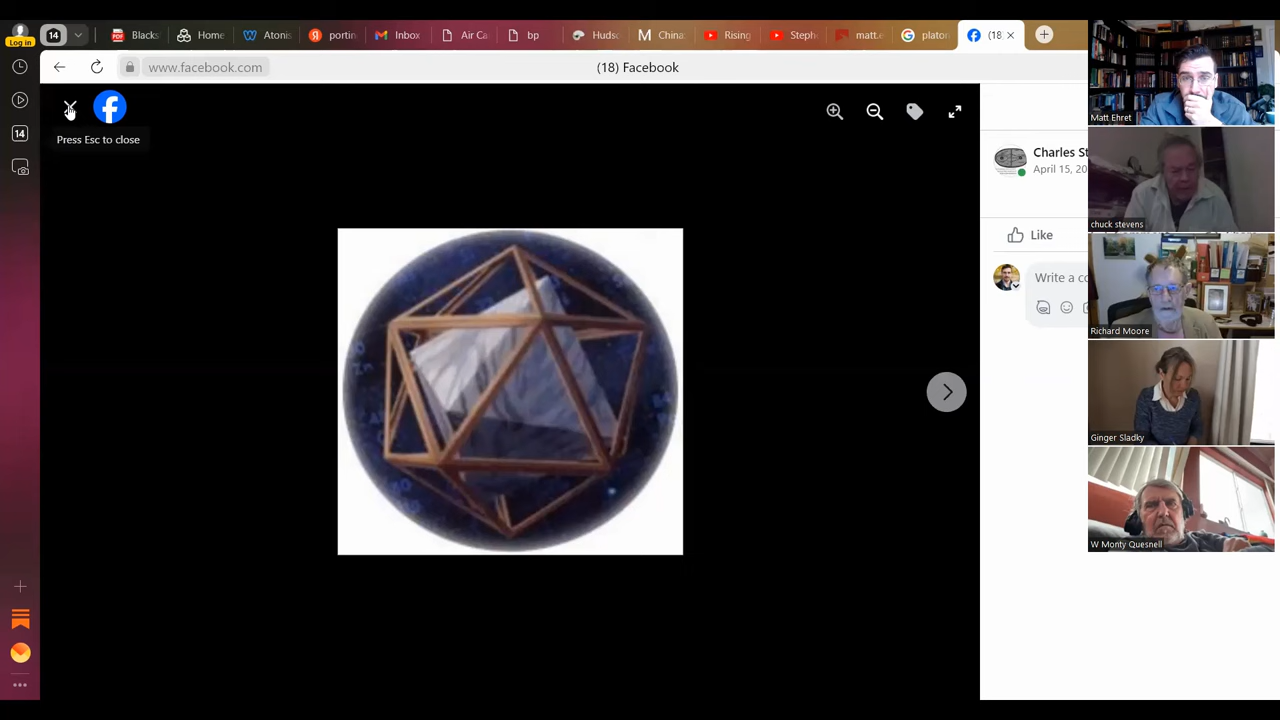 14
Blacks
Home
Atonis
portin
Inbox
Air Ca
bp
Hudso
China:
Rising
Steph
matt.e
platon
(18
Log in
www.facebook.com
(18) Facebook
14
Press Esc to close
Charles St
April 15, 20
Like
Write a co
Matt Ehret
chuck stevens
Richard Moore
Ginger Sladky
W Monty Quesnell